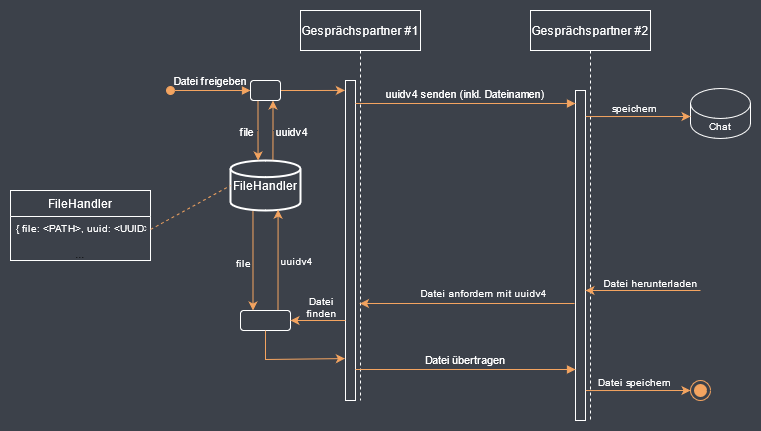 Gesprächspartner #1
Gesprächspartner #2
Datei freigeben
uuidv4 senden (inkl. Dateinamen)
speichern
Chat
file
uuidv4
FileHandler
FileHandler
{ file: <PATH>, uuid: <UUID>
...
file
uuidv4
Datei herunterladen
Datei anfordern mit uuidv4
Datei
finden
Datei übertragen
Datei speichern